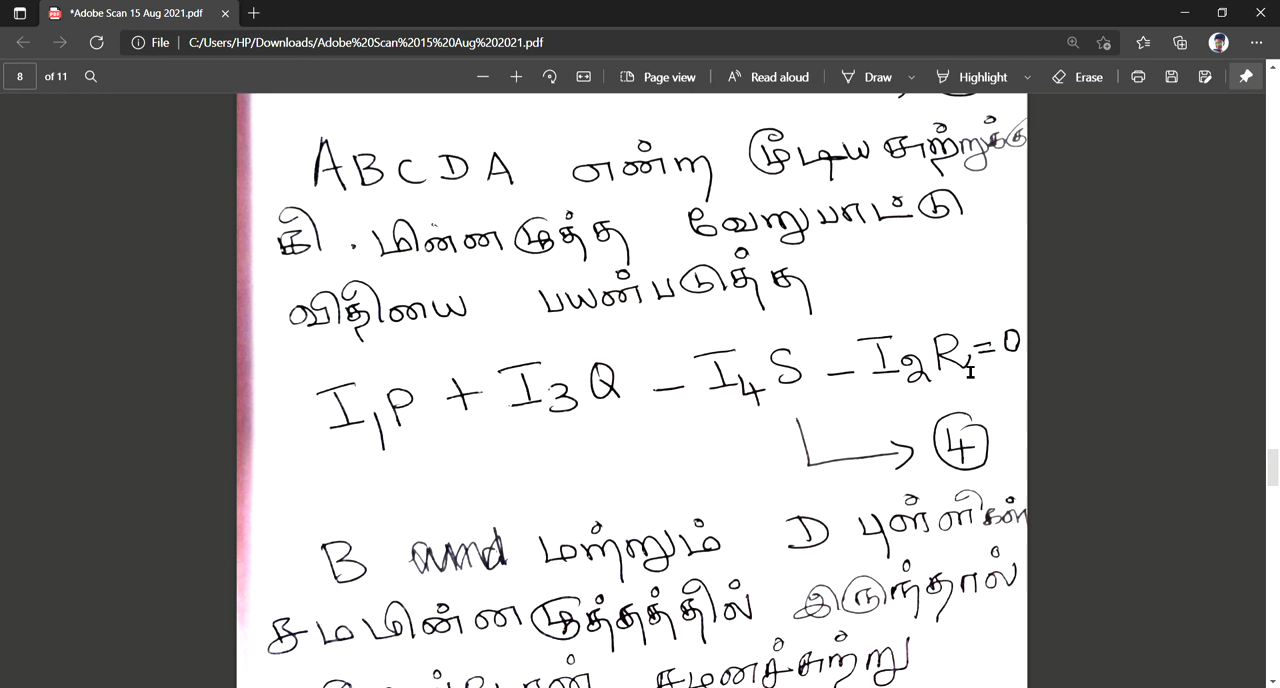 *Adobe Scan 15 Aug 2021.pdf
File
C:/Users/HP/Downloads/Adobe%20Scan%2015%20Aug%202021.pdf
8 of 11
Page view
Read aloud
Draw
Highlight
Erase
ABCDA என்ற மூடிய சுற்றுக்கு
கி . மின்னழுத்த வேறுபாட்டு
விதியை பயன்படுத்த
I₁P + I₃Q – I₄S – I₂R = 0
→ ④
B and மற்றும் D புள்ளிகள்
சமமின்னழுத்தத்தில் இருந்தால்
சமனச்சுற்று